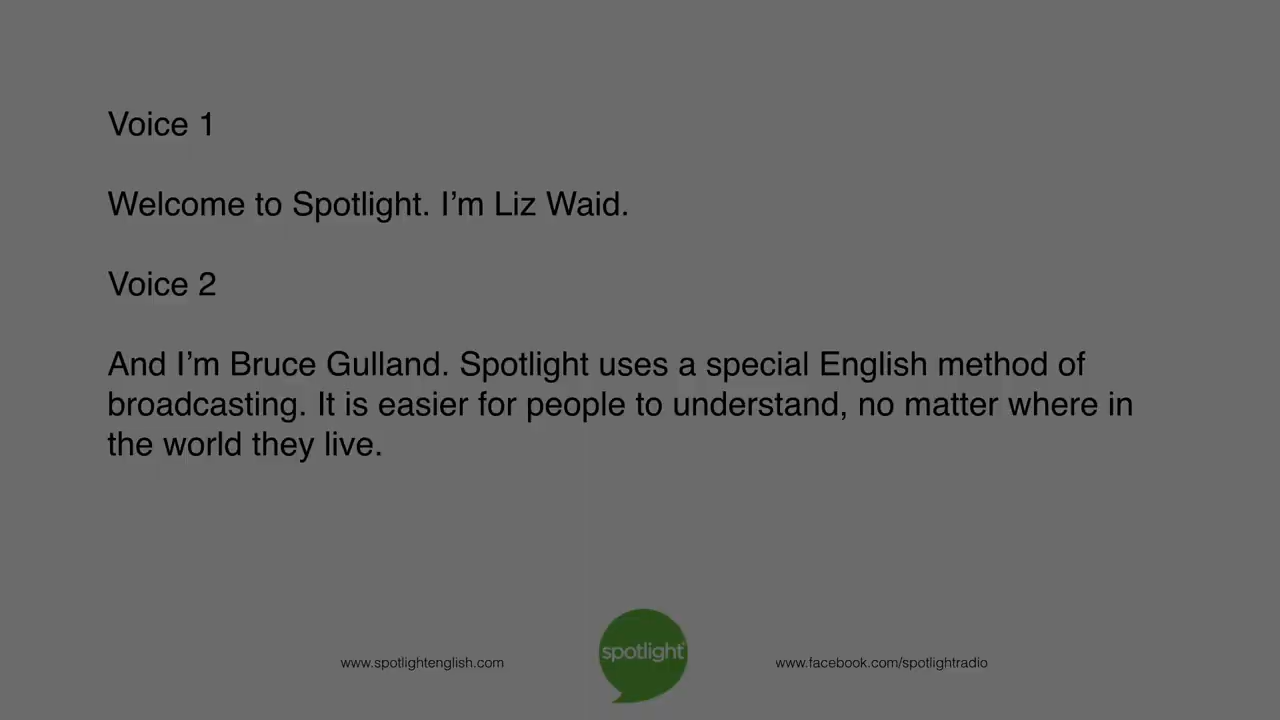 Voice 1
Welcome to Spotlight. I’m Liz Waid.
Voice 2
And I’m Bruce Gulland. Spotlight uses a special English method of
broadcasting. It is easier for people to understand, no matter where in
the world they live.
www.spotlightenglish.com
spotlight
www.facebook.com/spotlightradio